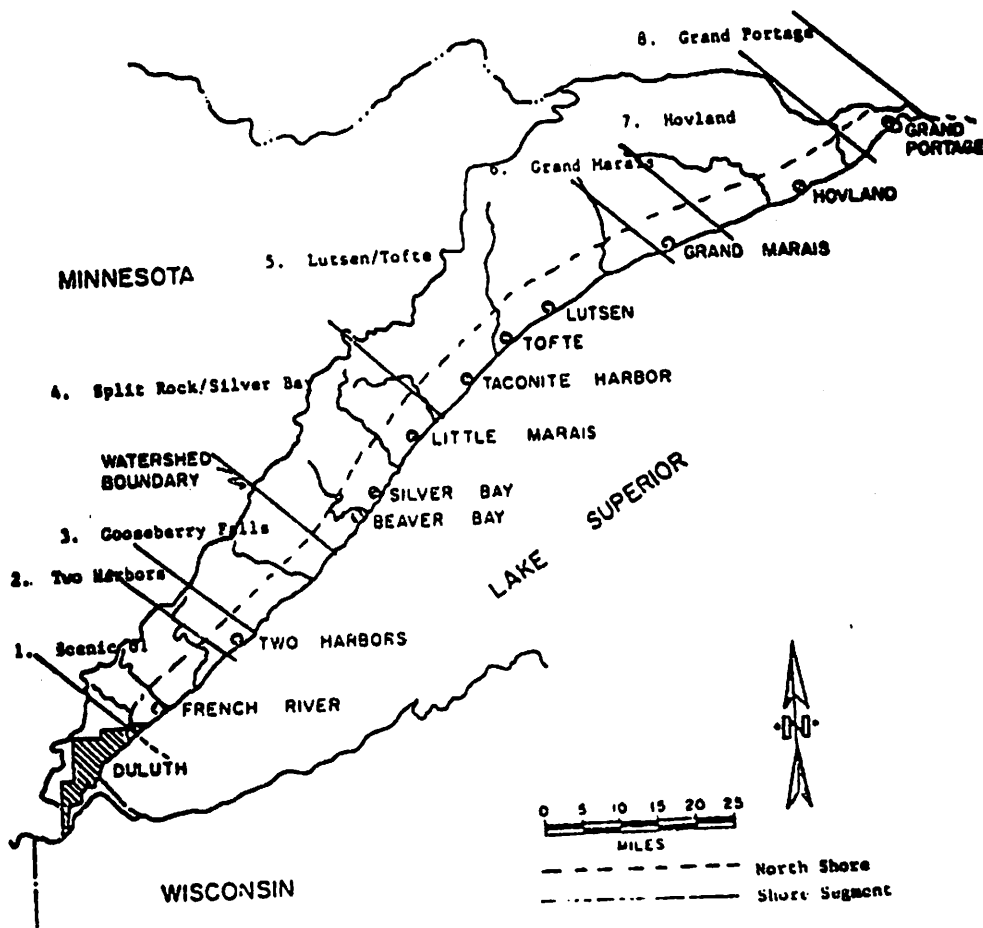 8. Grand Portage
GRAND
PORTAGE
7. Hovland
HOVLAND
6. Grand Marais
GRAND MARAIS
5. Lutsen/Tofte
MINNESOTA
LUTSEN
TOFTE
4. Split Rock/Silver Bay
TACONITE HARBOR
LITTLE MARAIS
WATERSHED
BOUNDARY
SILVER BAY
BEAVER BAY
LAKE SUPERIOR
3. Gooseberry Falls
2. Two Harbors
TWO HARBORS
1. Scenic 61
FRENCH RIVER
DULUTH
0 5 10 15 20 25
MILES
North Shore
Shore Segment
WISCONSIN